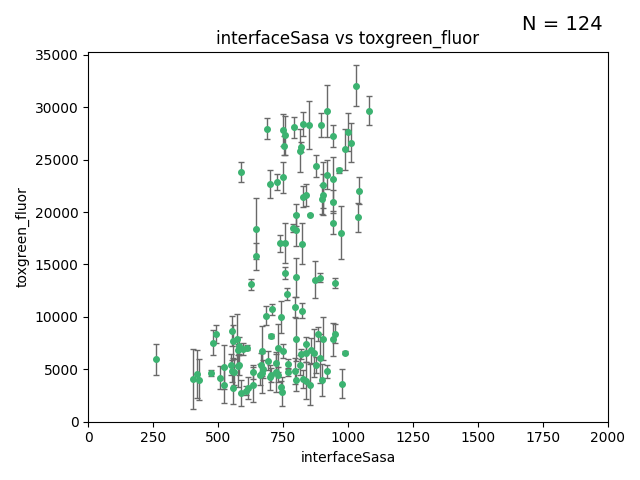 N = 124
interfaceSasa vs toxgreen_fluor
35000
30000
25000
20000
15000
10000
5000
0
toxgreen_fluor
0 250 500 750 1000 1250 1500 1750 2000
interfaceSasa